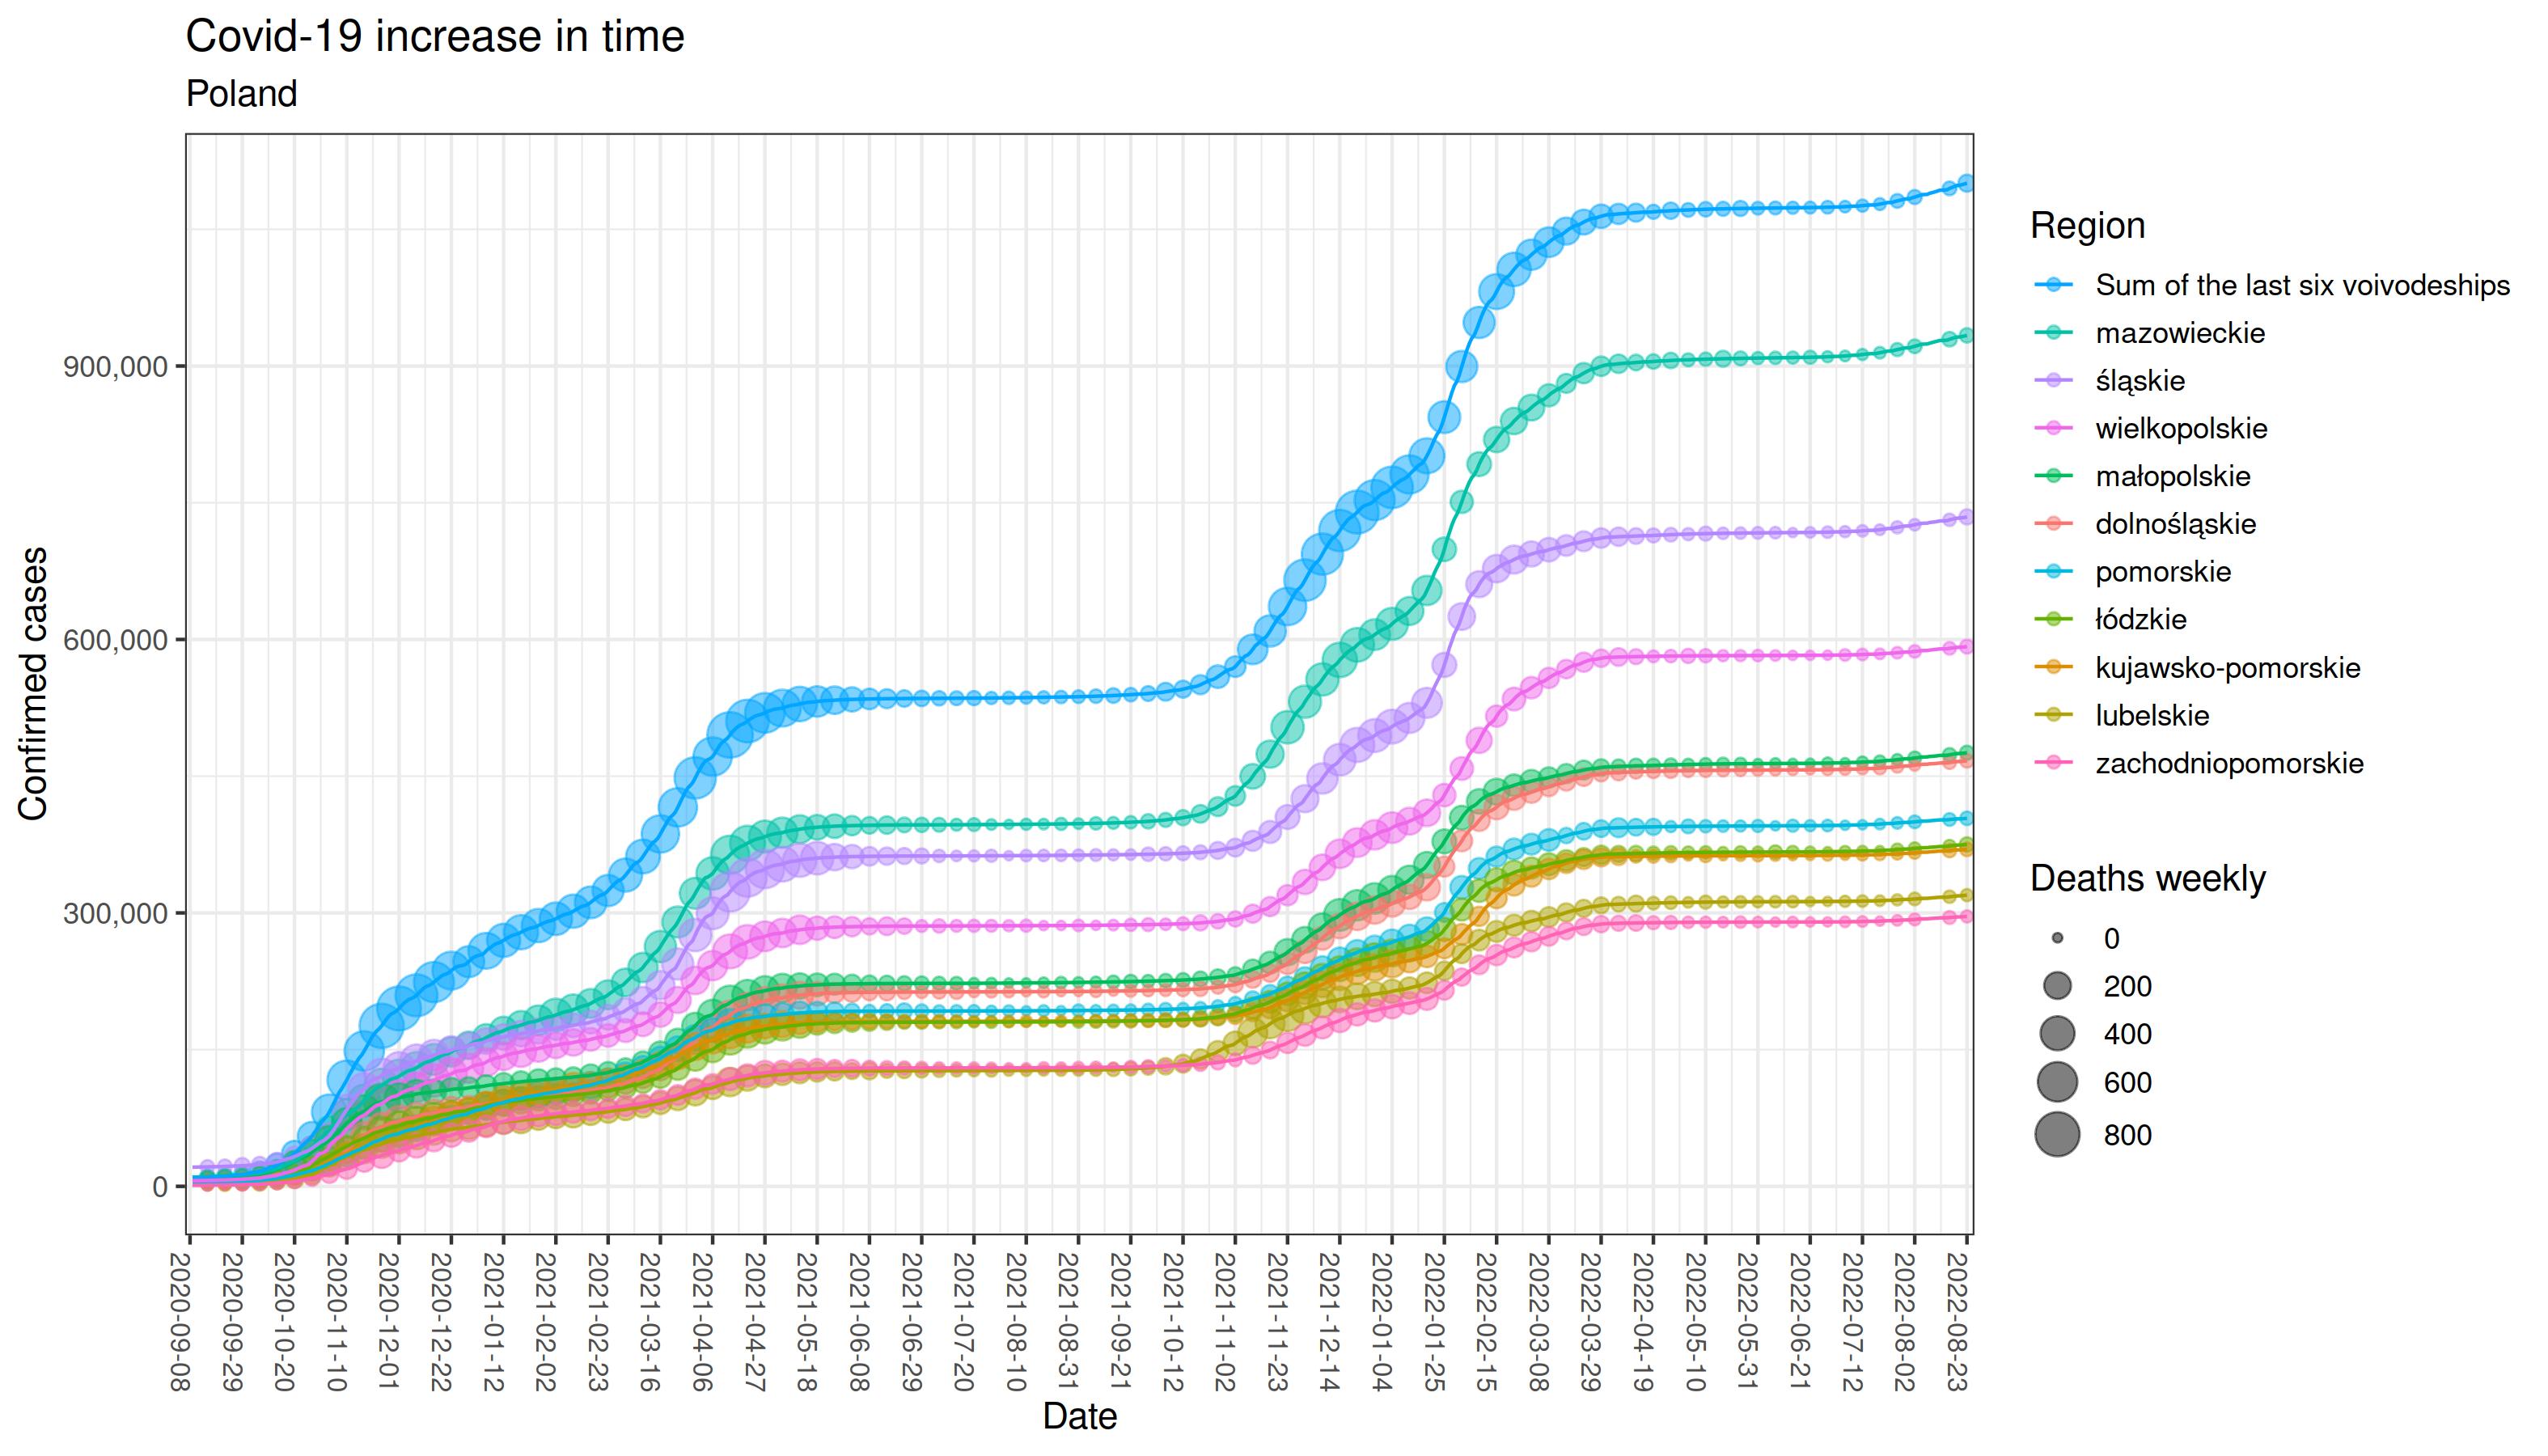 Covid-19 increase in time
Poland
Confirmed cases
900,000
600,000
300,000
0
2020-09-08
2020-09-29
2020-10-20
2020-11-10
2020-12-01
2020-12-22
2021-01-12
2021-02-02
2021-02-23
2021-03-16
2021-04-06
2021-04-27
2021-05-18
2021-06-08
2021-06-29
2021-07-20
2021-08-10
2021-08-31
2021-09-21
2021-10-12
2021-11-02
2021-11-23
2021-12-14
2022-01-04
2022-01-25
2022-02-15
2022-03-08
2022-03-29
2022-04-19
2022-05-10
2022-05-31
2022-06-21
2022-07-12
2022-08-02
2022-08-23
Date
Region
Sum of the last six voivodeships
mazowieckie
śląskie
wielkopolskie
małopolskie
dolnośląskie
pomorskie
łódzkie
kujawsko-pomorskie
lubelskie
zachodniopomorskie
Deaths weekly
0
200
400
600
800